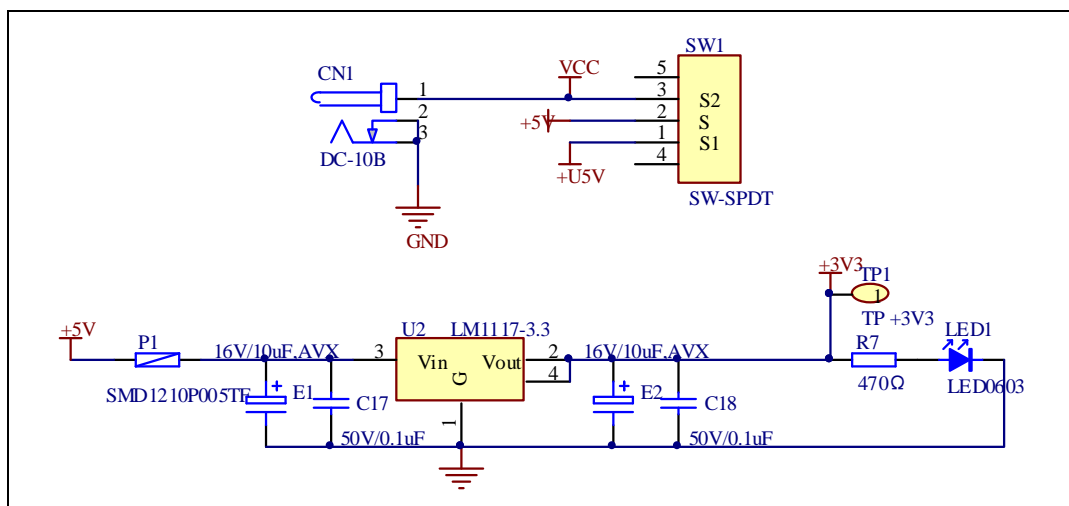 SW1
CN1
VCC
5
1
3
S2
2
2
S
+5V
3
1
S1
DC-10B
4
+U5V
SW-SPDT
GND
+3V3
TP1
1
TP +3V3
+5V
P1
U2
LM1117-3.3
R7
LED1
16V/10uF,AVX
3
Vin
Vout
2
16V/10uF,AVX
4
G
SMD1210P005TF
E1
C17
E2
C18
470Ω
LED0603
1
50V/0.1uF
50V/0.1uF